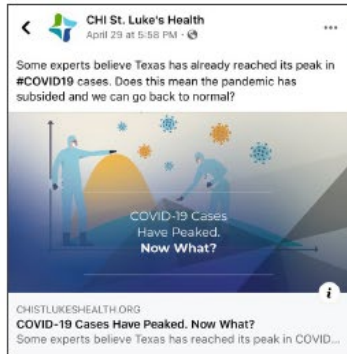 CHI St. Luke's Health
April 29 at 5:58 PM ·
Some experts believe Texas has already reached its peak in
#COVID19 cases. Does this mean the pandemic has
subsided and we can go back to normal?
COVID-19 Cases
Have Peaked.
Now What?
i
CHISTLUKESHEALTH.ORG
COVID-19 Cases Have Peaked. Now What?
Some experts believe Texas has reached its peak in COVID...